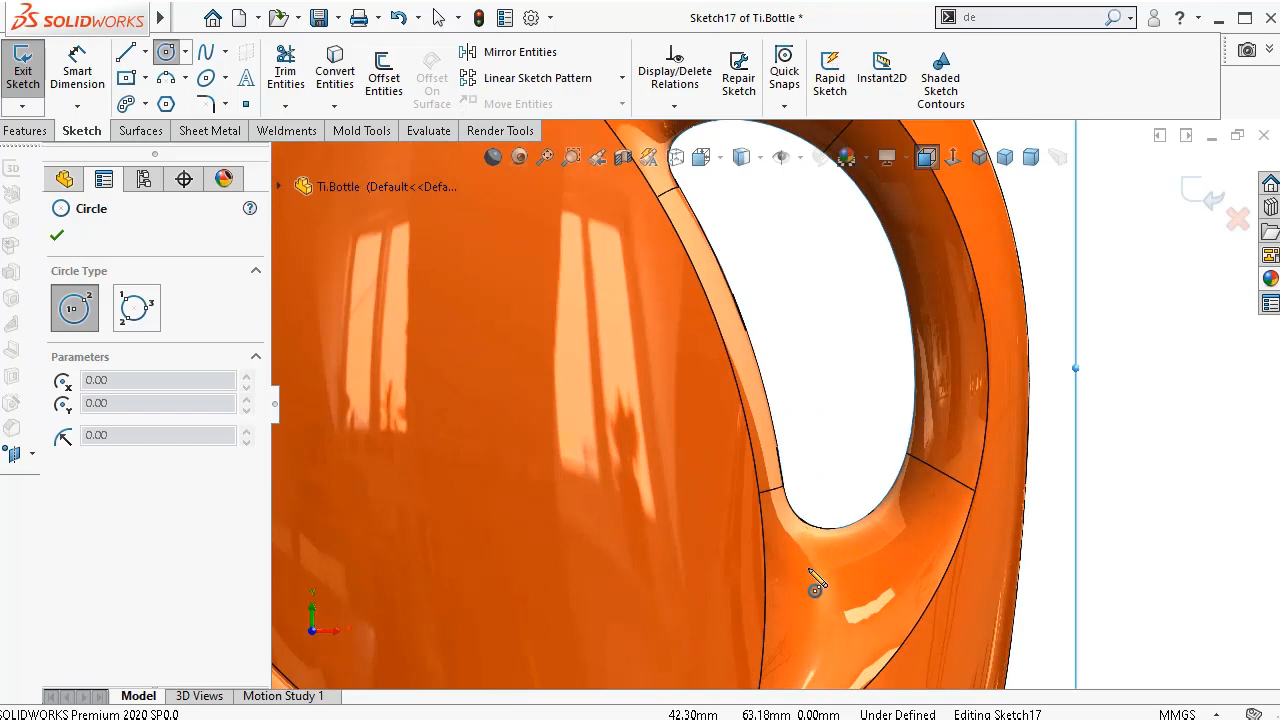 SOLIDWORKS
Sketch17 of Ti.Bottle *
de
Exit Sketch
Smart Dimension
Trim Entities
Convert Entities
Offset Entities
Offset On Surface
Mirror Entities
Linear Sketch Pattern
Move Entities
Display/Delete Relations
Repair Sketch
Quick Snaps
Rapid Sketch
Instant2D
Shaded Sketch Contours
Features
Sketch
Surfaces
Sheet Metal
Weldments
Mold Tools
Evaluate
Render Tools
Ti.Bottle (Default<<Defa...
Circle
Circle Type
Parameters
0.00
0.00
0.00
Model
3D Views
Motion Study 1
SOLIDWORKS Premium 2020 SP0.0
42.30mm
63.18mm
0.00mm
Under Defined
Editing Sketch17
MMGS